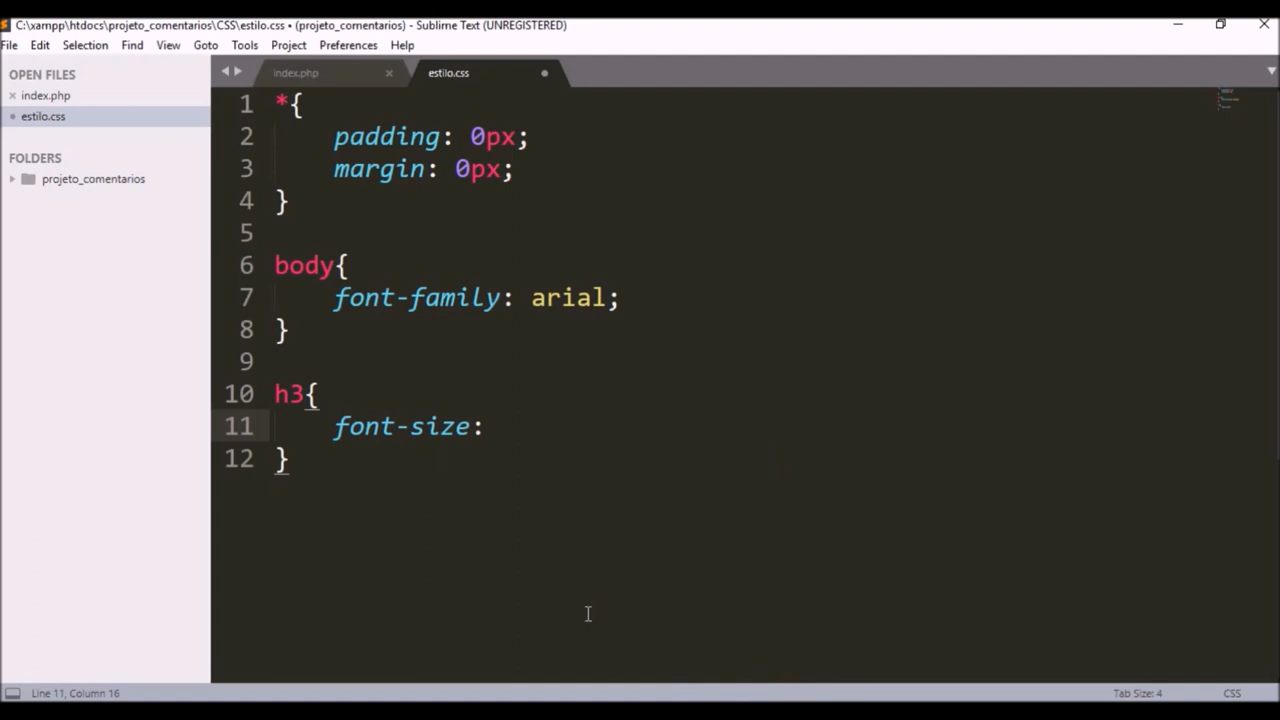 C:\xampp\htdocs\projeto_comentarios\CSS\estilo.css • (projeto_comentarios) - Sublime Text (UNREGISTERED)
File Edit Selection Find View Goto Tools Project Preferences Help
OPEN FILES
index.php
estilo.css
FOLDERS
projeto_comentarios
index.php estilo.css
1 *{
2 padding: 0px;
3 margin: 0px;
4 }
5
6 body{
7 font-family: arial;
8 }
9
10 h3{
11 font-size:
12 }
Line 11, Column 16 Tab Size: 4 CSS